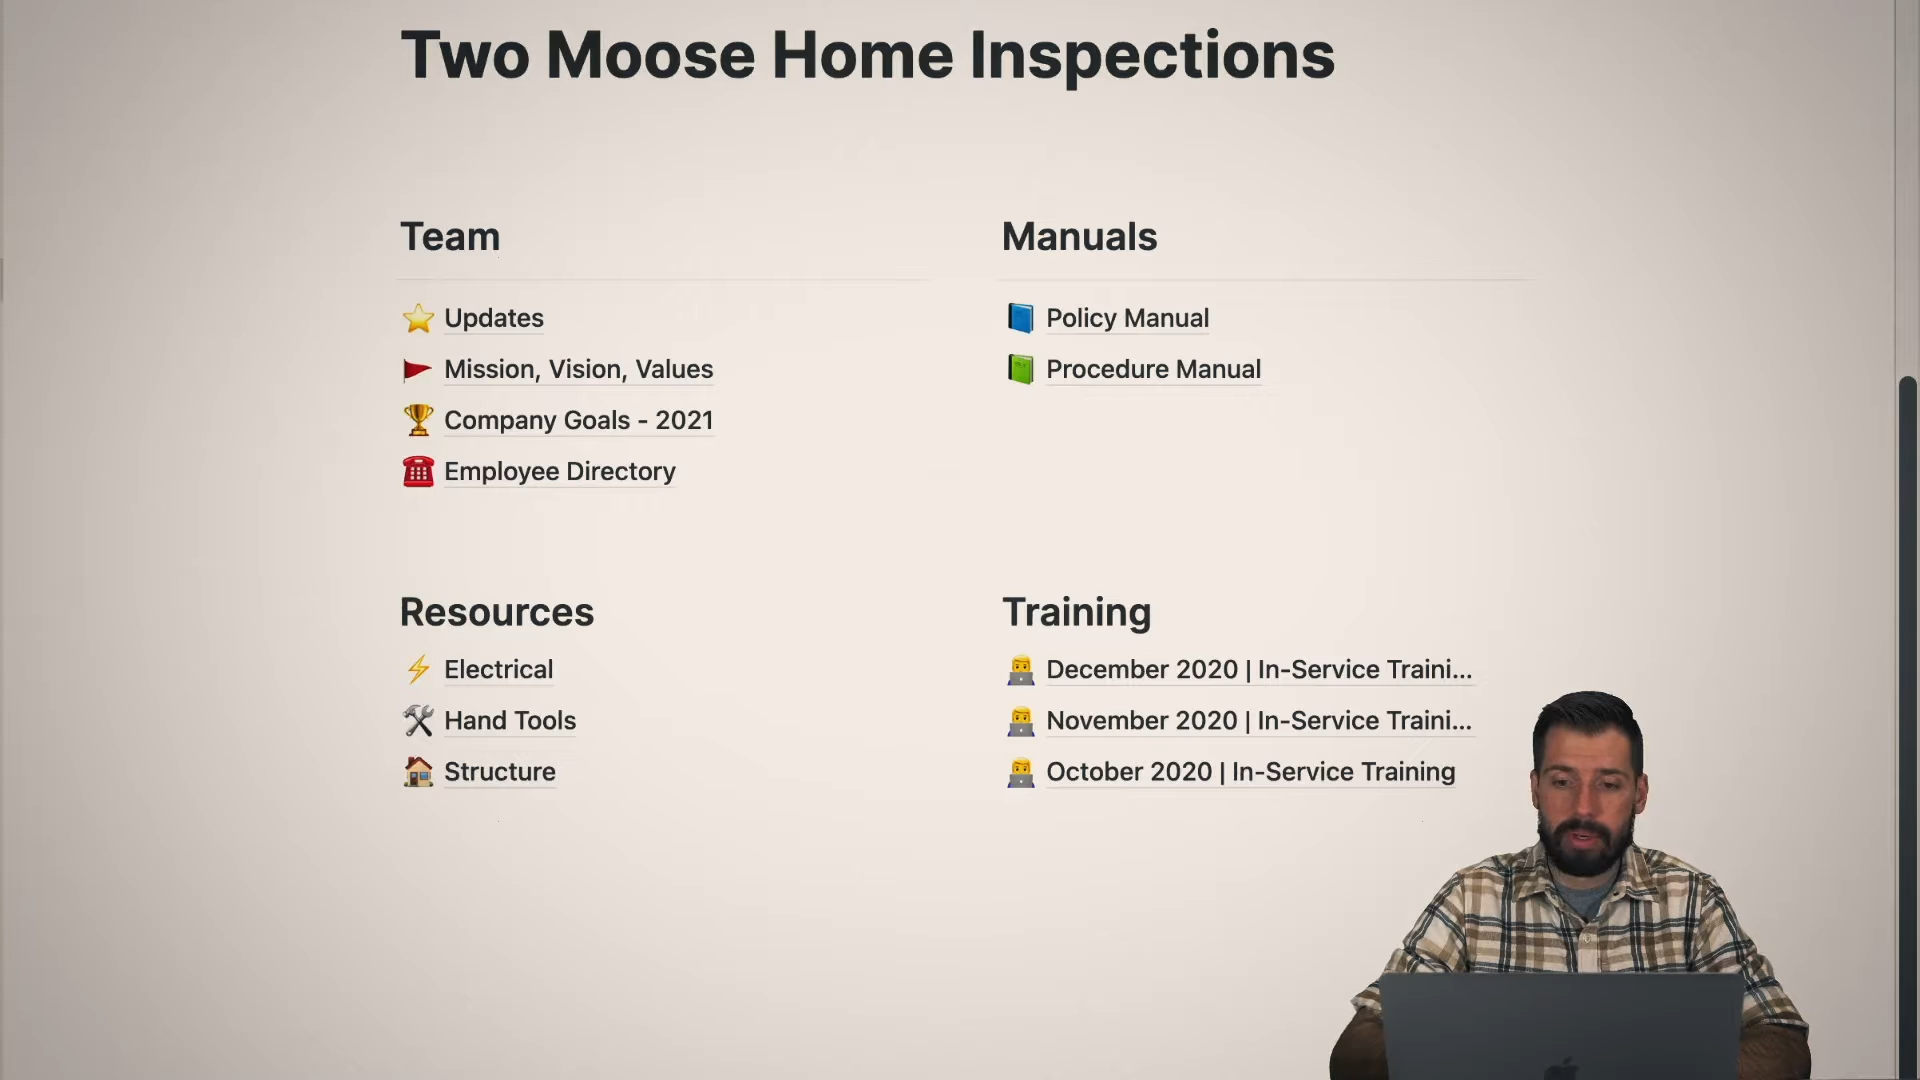 Two Moose Home Inspections
Team
Updates
Mission, Vision, Values
Company Goals - 2021
Employee Directory
Manuals
Policy Manual
Procedure Manual
Resources
Electrical
Hand Tools
Structure
Training
December 2020 | In-Service Traini...
November 2020 | In-Service Traini...
October 2020 | In-Service Training